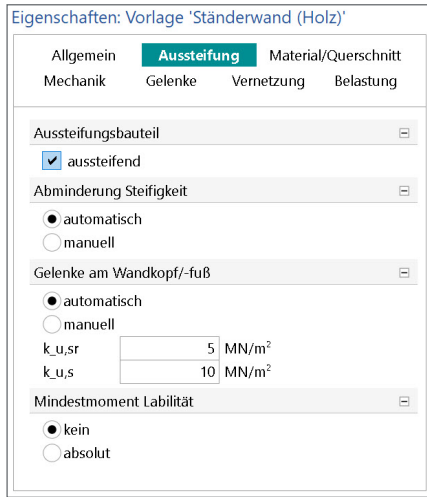 Eigenschaften: Vorlage 'Ständerwand (Holz)'
Allgemein Aussteifung Material/Querschnitt
Mechanik Gelenke Vernetzung Belastung
Aussteifungsbauteil
aussteifend
Abminderung Steifigkeit
automatisch
manuell
Gelenke am Wandkopf/-fuß
automatisch
manuell
k_u,sr 5 MN/m²
k_u,s 10 MN/m²
Mindestmoment Labilität
kein
absolut